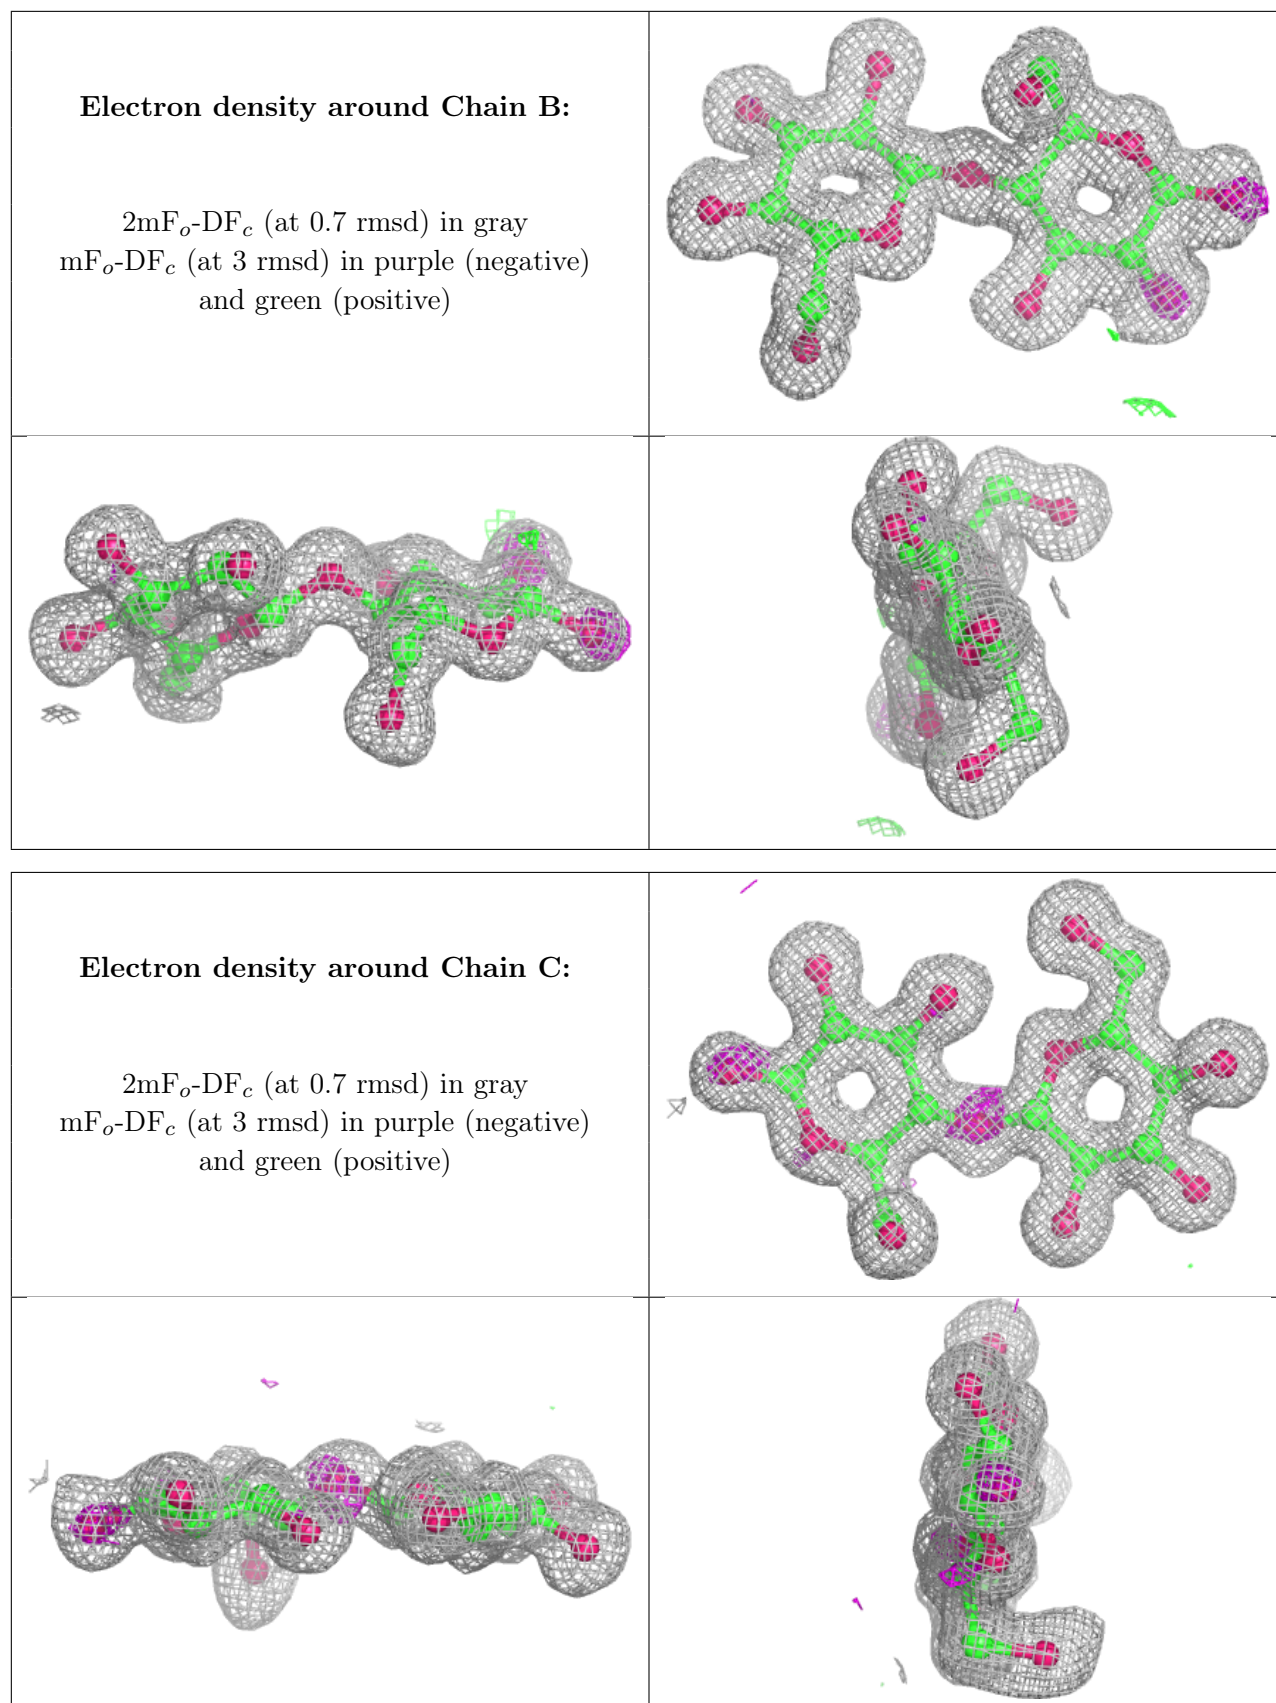 Electron density around Chain B:
2mFo-DFc (at 0.7 rmsd) in gray
mFo-DFc (at 3 rmsd) in purple (negative)
and green (positive)
Electron density around Chain C:
2mFo-DFc (at 0.7 rmsd) in gray
mFo-DFc (at 3 rmsd) in purple (negative)
and green (positive)